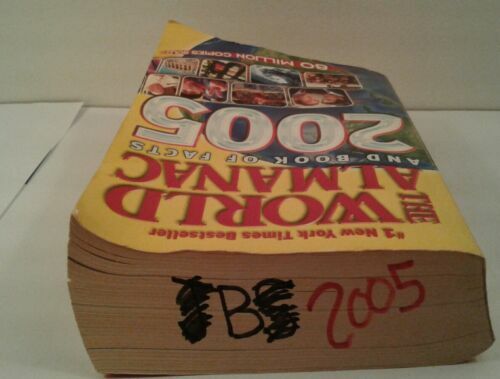 #1 New York Times Bestseller
THE
WORLD
ALMANAC
AND BOOK OF FACTS
2005
80 MILLION COPIES SOLD
B 2005